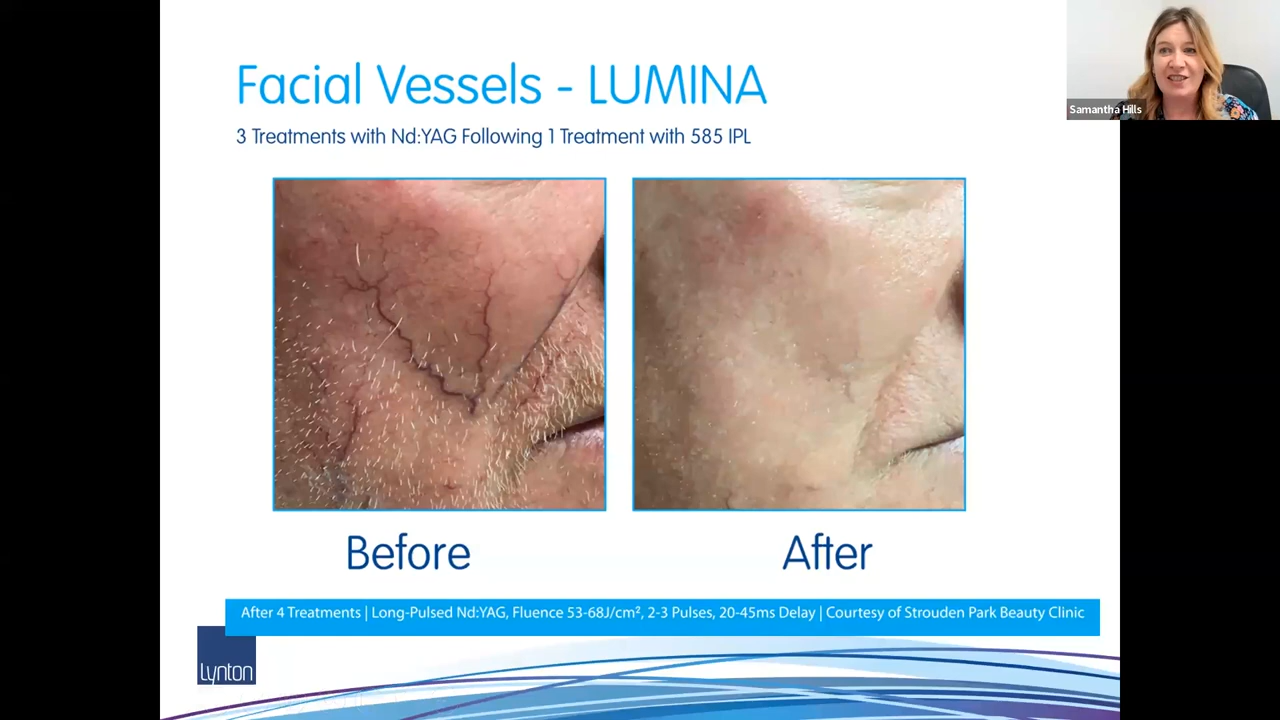 Facial Vessels - LUMINA
3 Treatments with Nd:YAG Following 1 Treatment with 585 IPL
Samantha Hills
Before
After
After 4 Treatments | Long-Pulsed Nd:YAG, Fluence 53-68J/cm², 2-3 Pulses, 20-45ms Delay | Courtesy of Strouden Park Beauty Clinic
Lynton